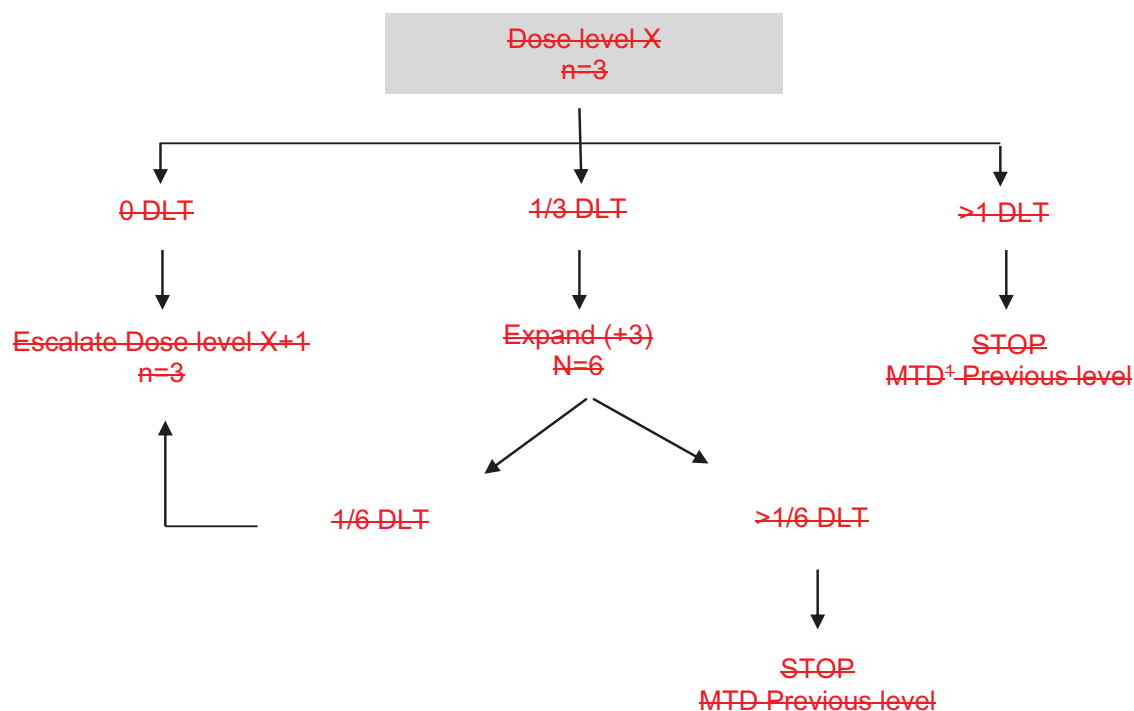 Dose level X
n=3
0 DLT
1/3 DLT
>1 DLT
Escalate Dose level X+1
n=3
Expand (+3)
N=6
STOP
MTD¹ Previous level
1/6 DLT
>1/6 DLT
STOP
MTD Previous level